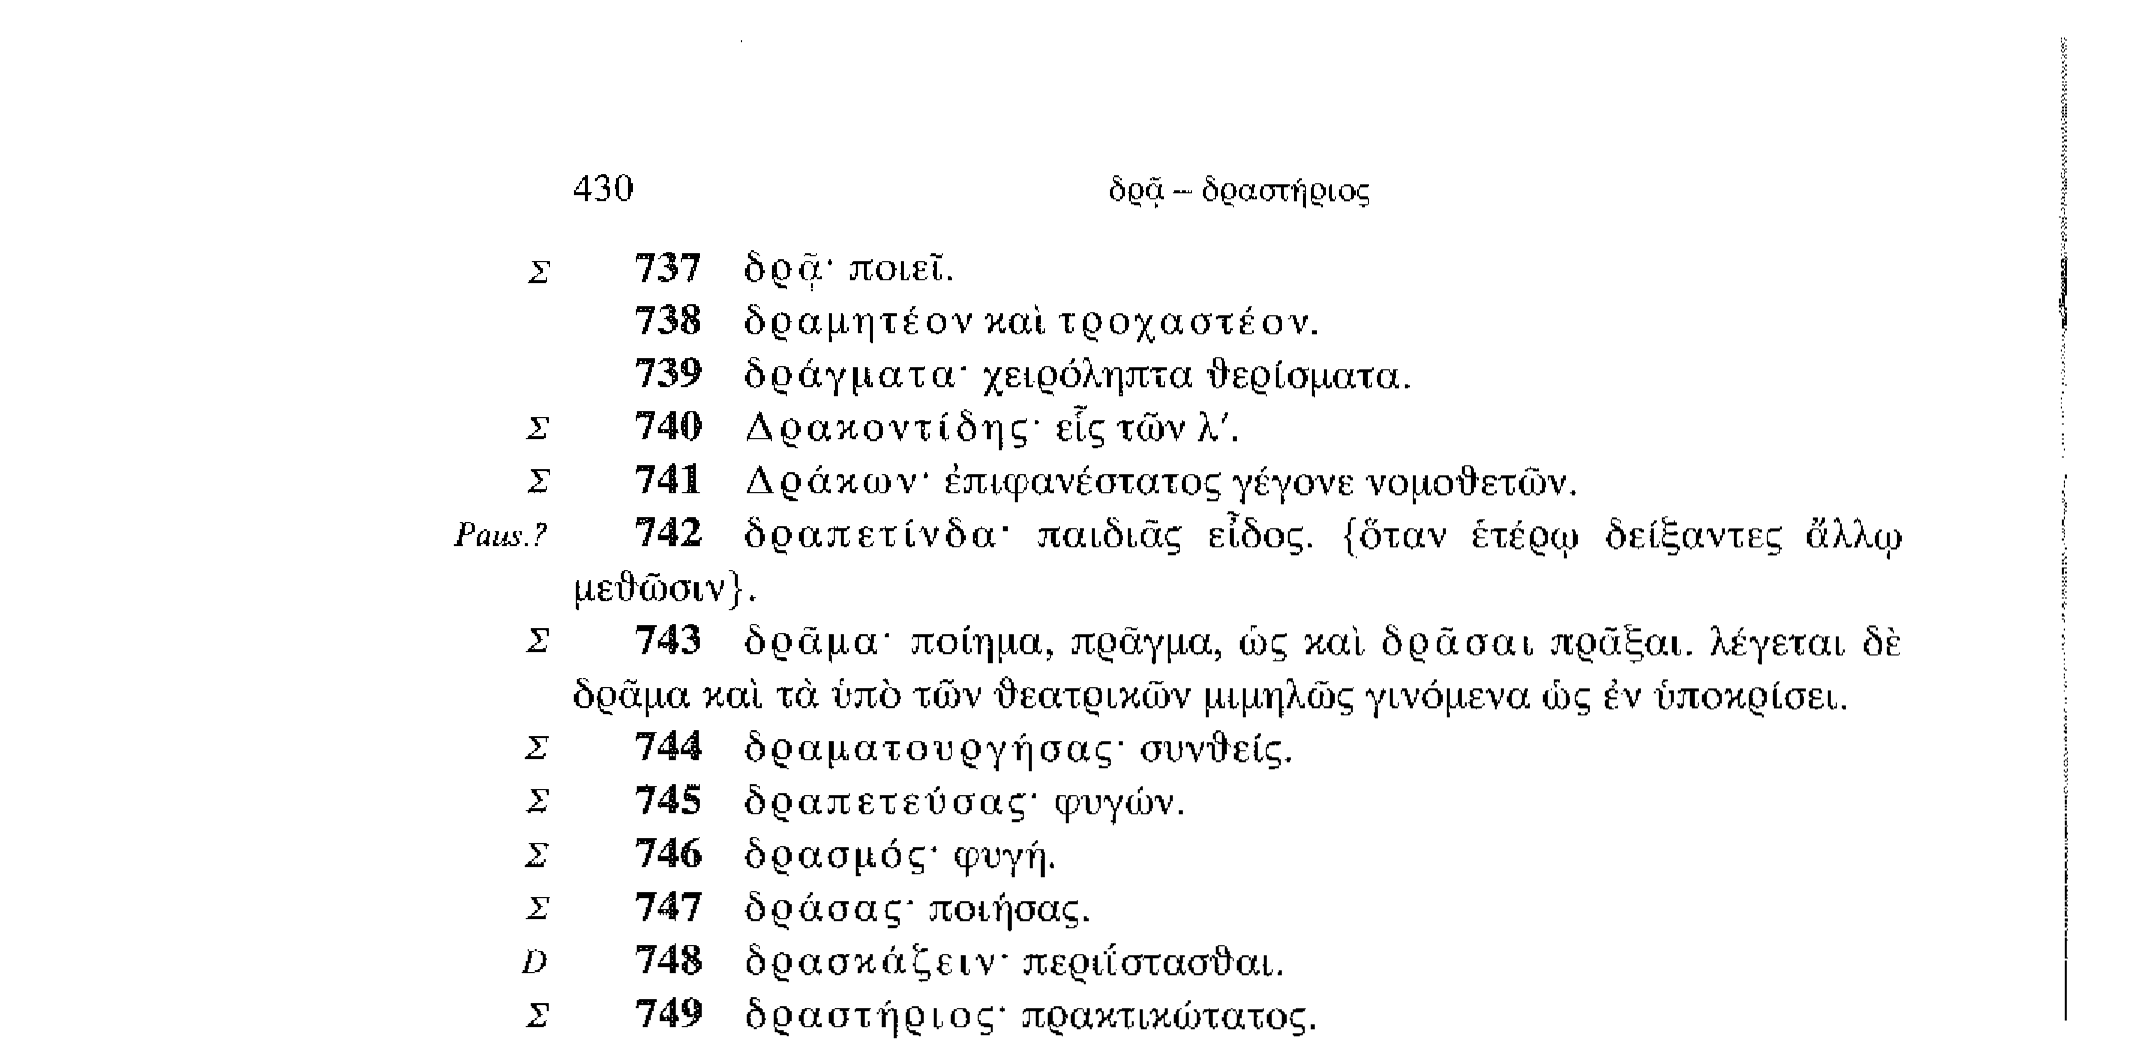 430 δρᾷ – δραστήριος
Σ 737 δρᾷ· ποιεῖ.
738 δραμητέον καὶ τροχαστέον.
739 δράγματα· χειρόληπτα θερίσματα.
Σ 740 Δρακοντίδης· εἷς τῶν λ′.
Σ 741 Δράκων· ἐπιφανέστατος γέγονε νομοθετῶν.
Paus.? 742 δραπετίνδα· παιδιᾶς εἶδος. {ὅταν ἑτέρῳ δείξαντες ἄλλῳ
μεθῶσιν}.
Σ 743 δρᾶμα· ποίημα, πρᾶγμα, ὡς καὶ δρᾶσαι πρᾶξαι. λέγεται δὲ
δρᾶμα καὶ τὰ ὑπὸ τῶν θεατρικῶν μιμηλῶς γινόμενα ὡς ἐν ὑποκρίσει.
Σ 744 δραματουργήσας· συνθείς.
Σ 745 δραπετεύσας· φυγών.
Σ 746 δρασμός· φυγή.
Σ 747 δράσας· ποιήσας.
D 748 δρασκάζειν· περιΐστασθαι.
Σ 749 δραστήριος· πρακτικώτατος.